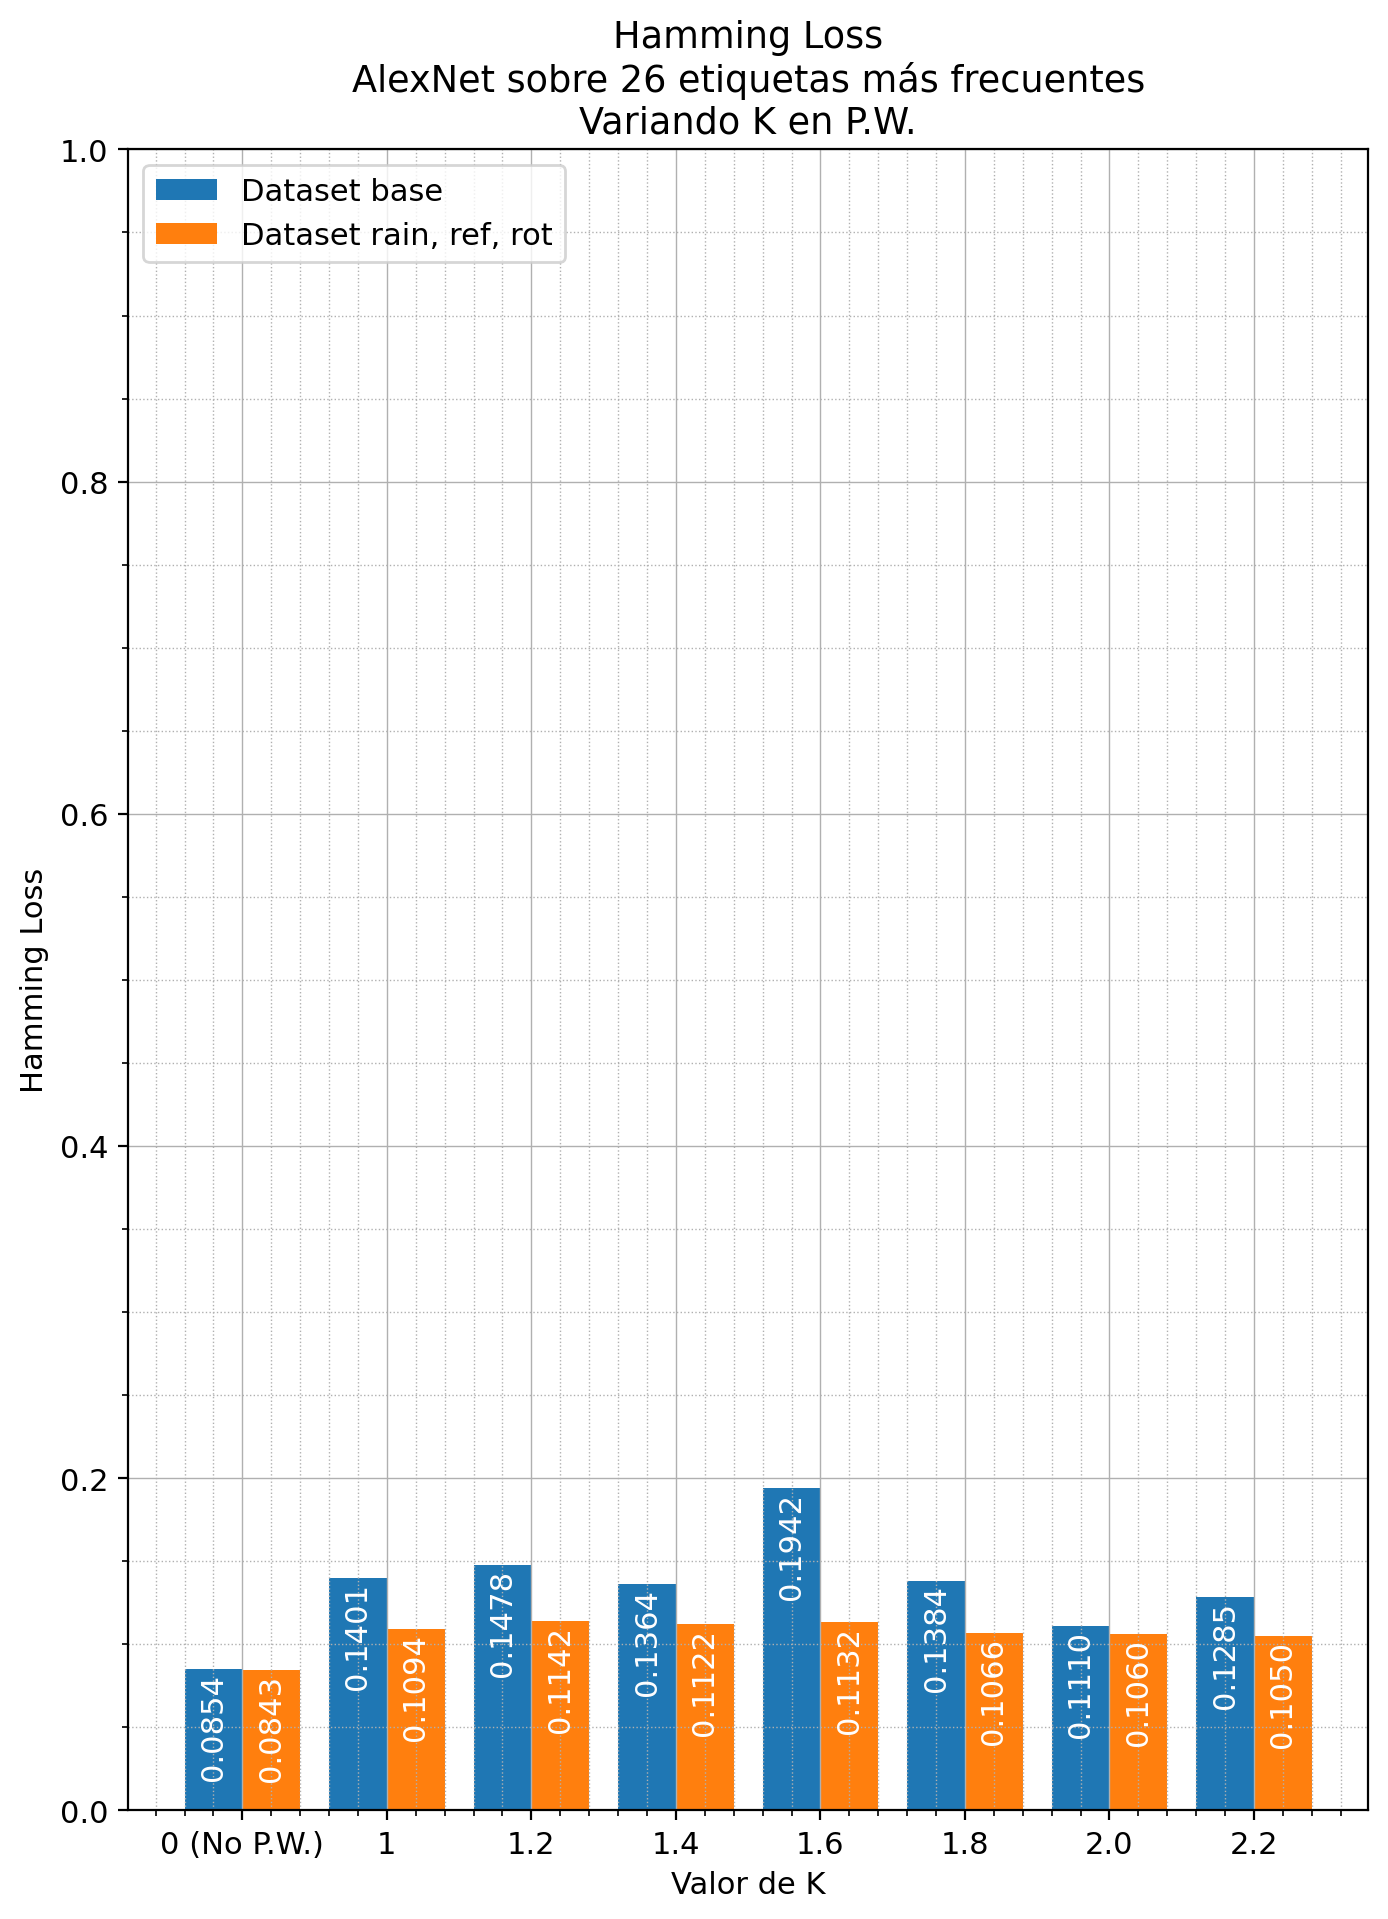 Hamming Loss
AlexNet sobre 26 etiquetas más frecuentes
Variando K en P.W.
Dataset base
Dataset rain, ref, rot
Hamming Loss
1.0
0.8
0.6
0.4
0.2
0.0
0.0854
0.0843
0.1401
0.1094
0.1478
0.1142
0.1364
0.1122
0.1942
0.1132
0.1384
0.1066
0.1110
0.1060
0.1285
0.1050
0 (No P.W.) 1 1.2 1.4 1.6 1.8 2.0 2.2
Valor de K